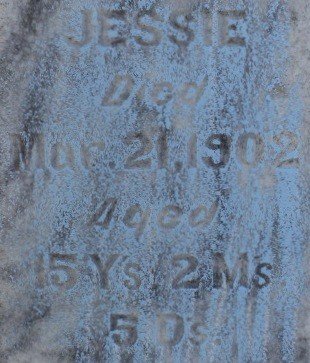 JESSIE
Died
Mar. 21, 1902
Aged
15 Ys. 2 Ms
5 Ds.